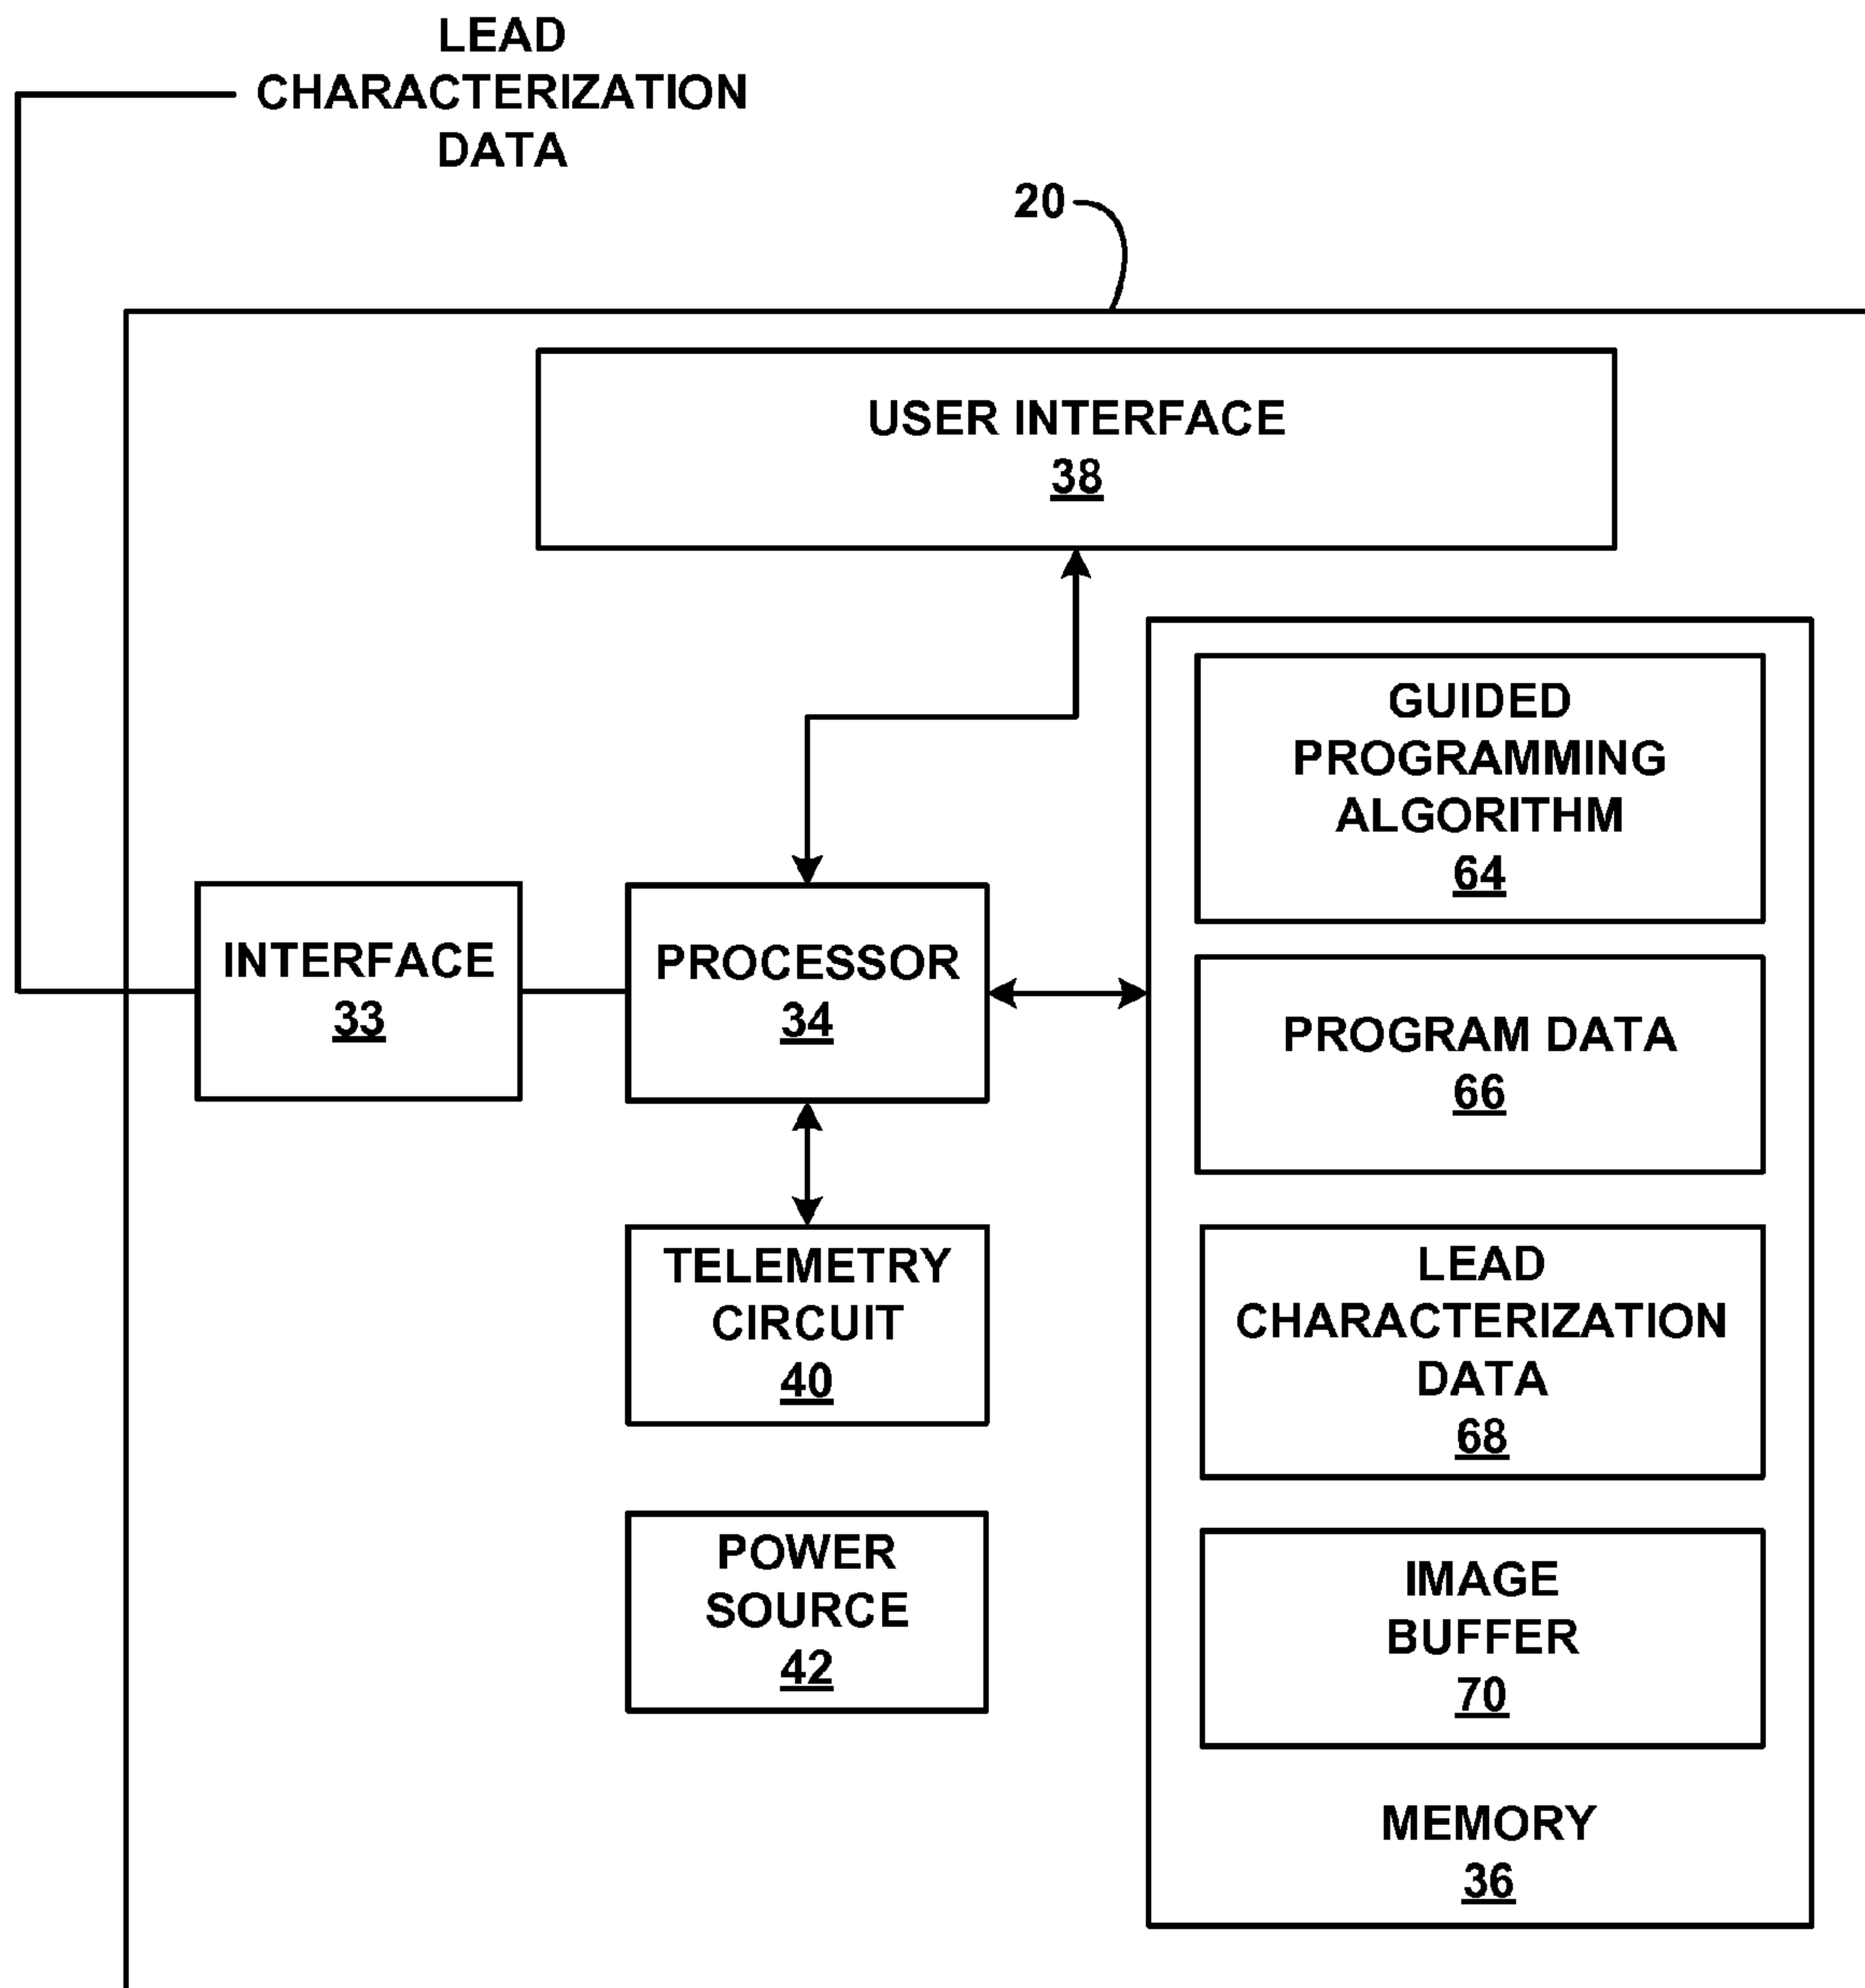 LEAD
CHARACTERIZATION
DATA
20
USER INTERFACE
38
INTERFACE
33
PROCESSOR
34
TELEMETRY
CIRCUIT
40
POWER
SOURCE
42
GUIDED
PROGRAMMING
ALGORITHM
64
PROGRAM DATA
66
LEAD
CHARACTERIZATION
DATA
68
IMAGE
BUFFER
70
MEMORY
36